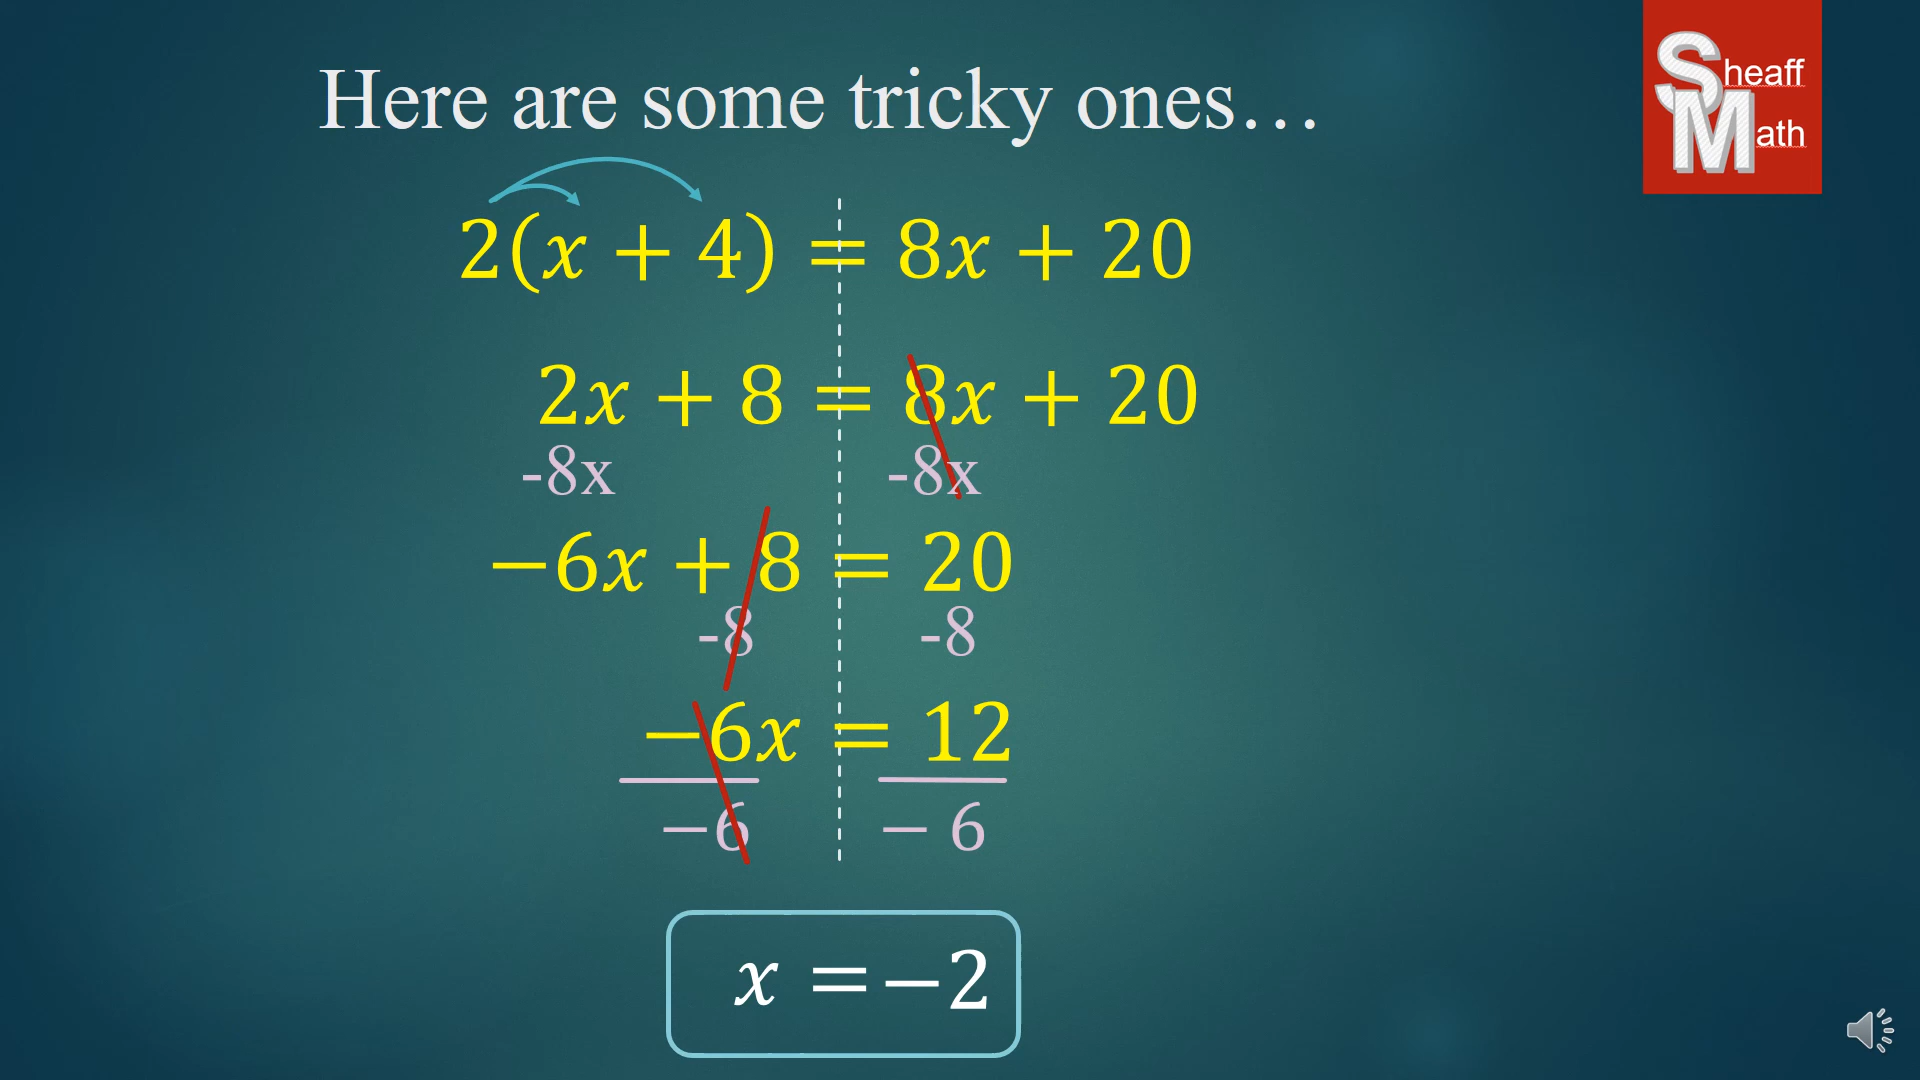 Here are some tricky ones…
Sheaff
Math
2(x + 4) = 8x + 20
2x + 8 = 8x + 20
-8x -8x
−6x + 8 = 20
-8 -8
−6x = 12
−6 − 6
x = −2